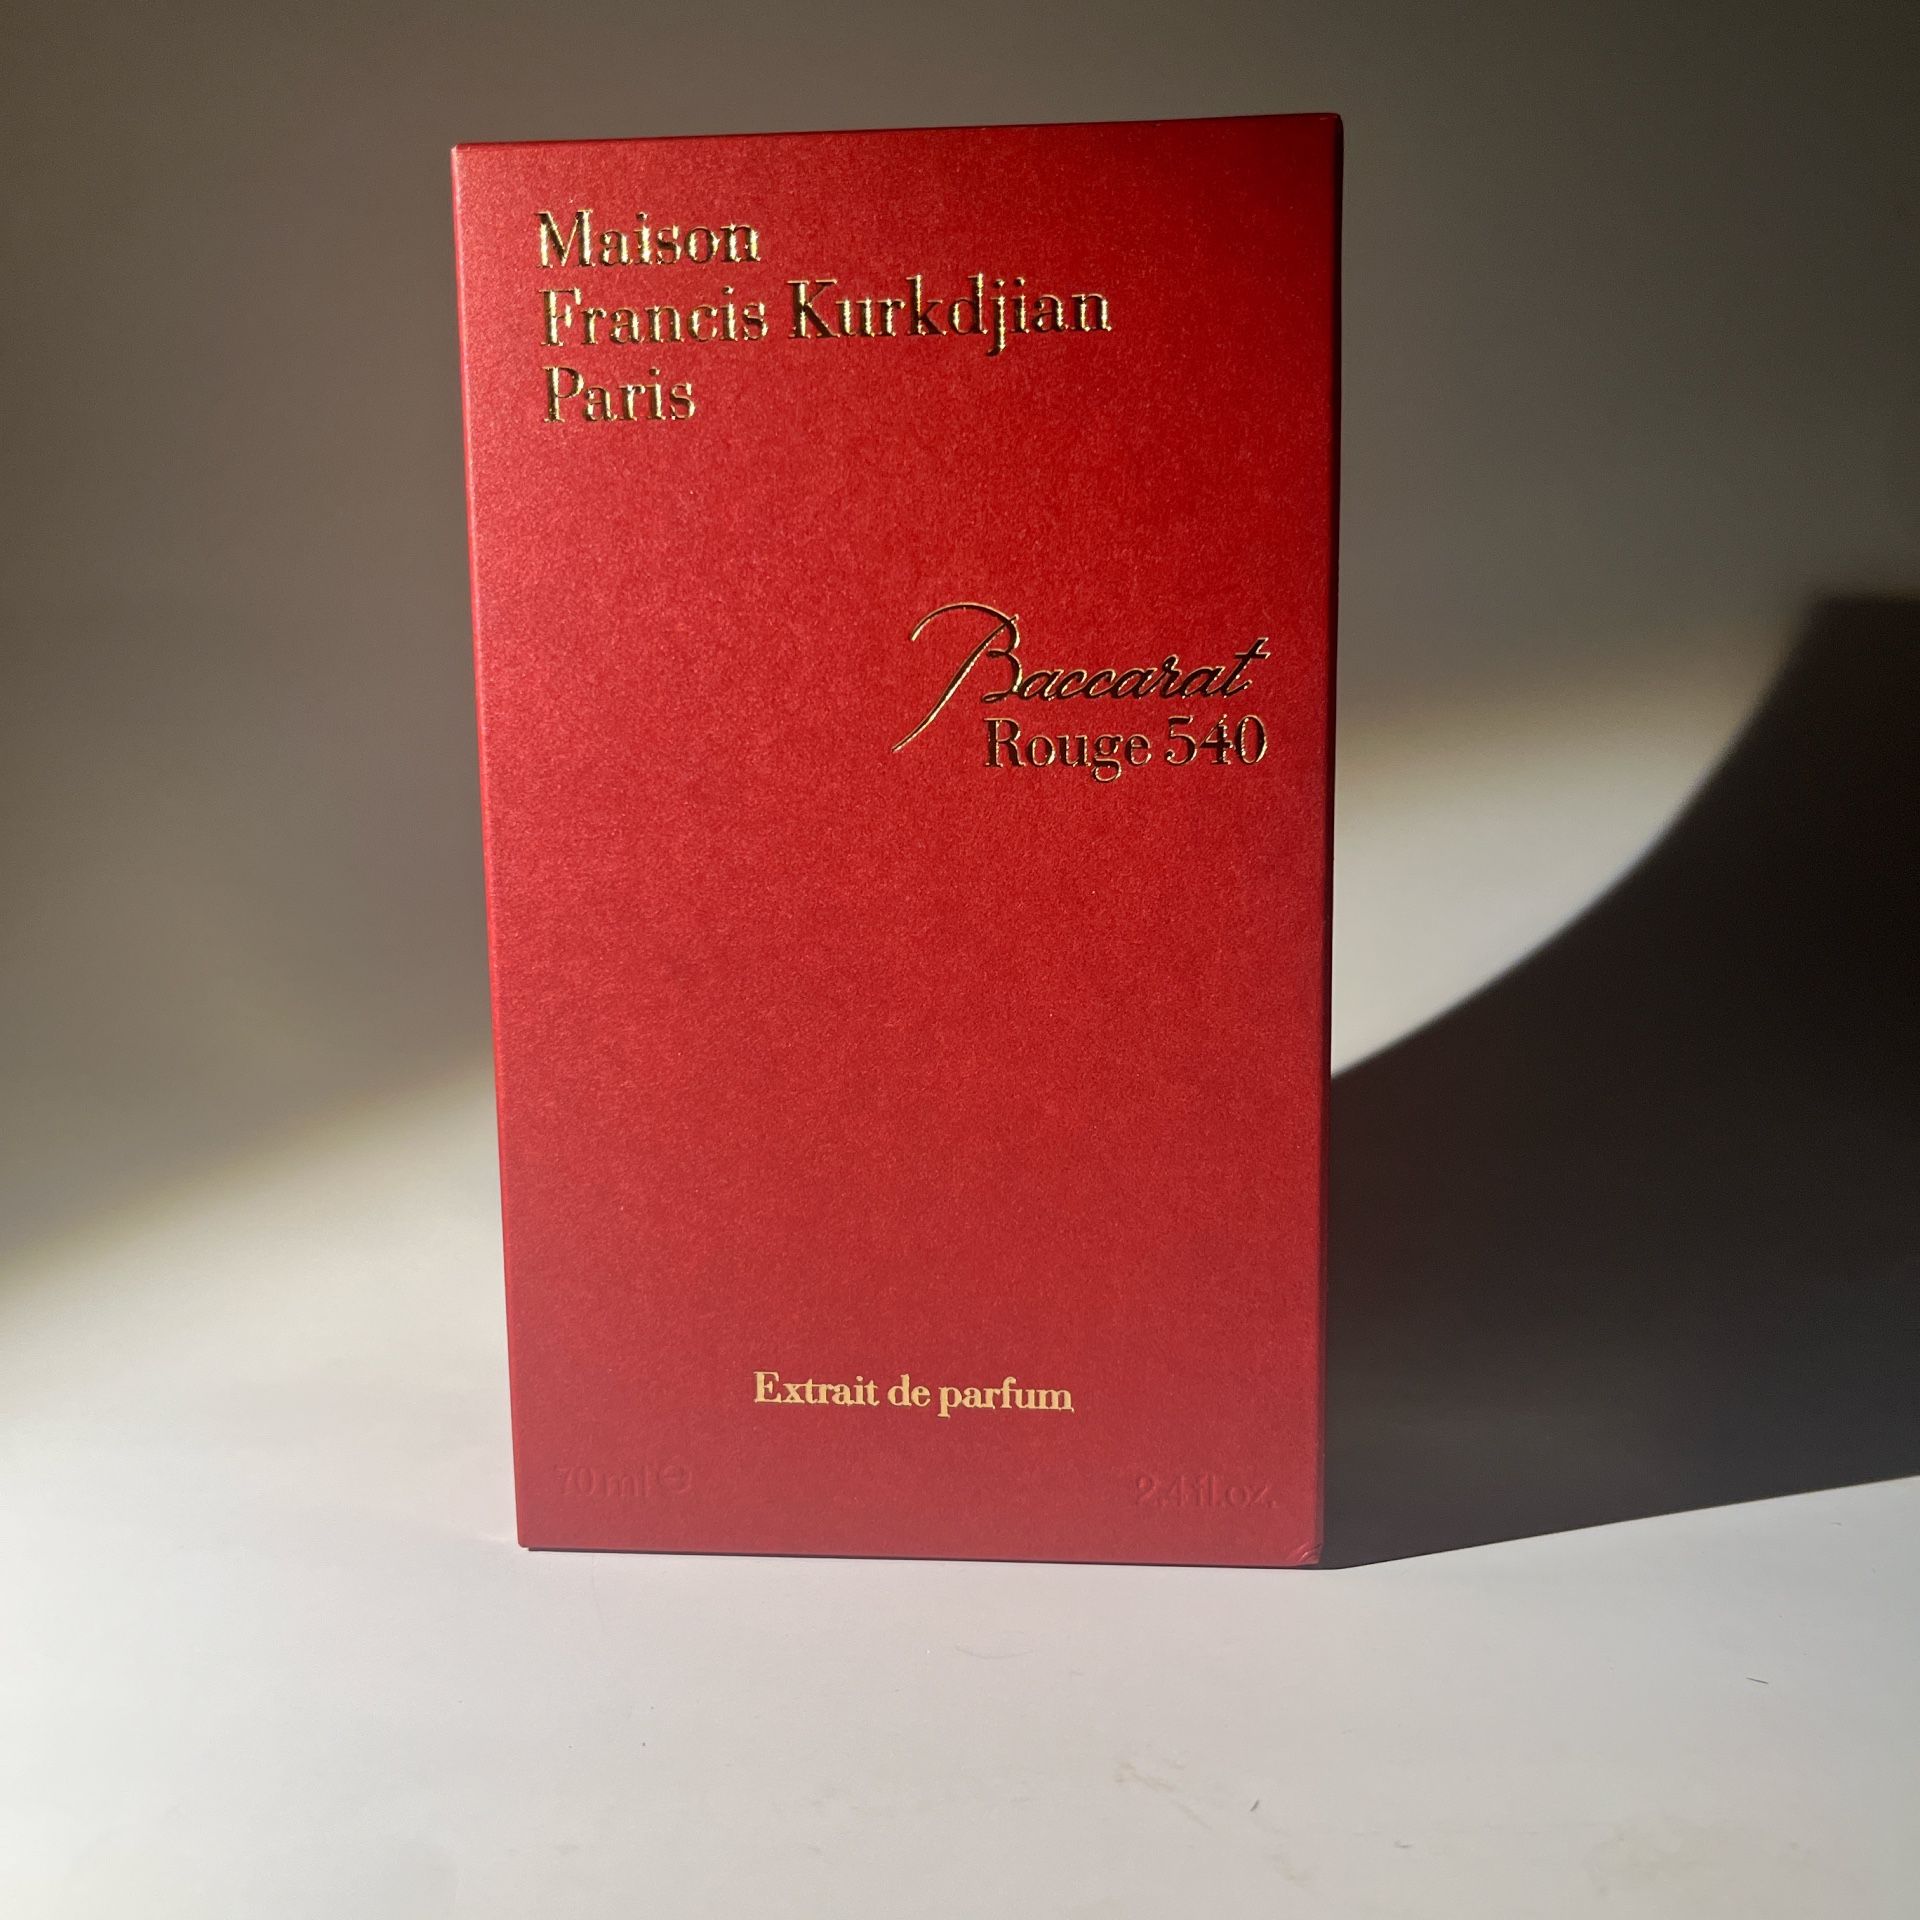 Maison
Francis Kurkdjian
Paris
Baccarat
Rouge 540
Extrait de parfum
70 ml ℮ 2.4 fl.oz.